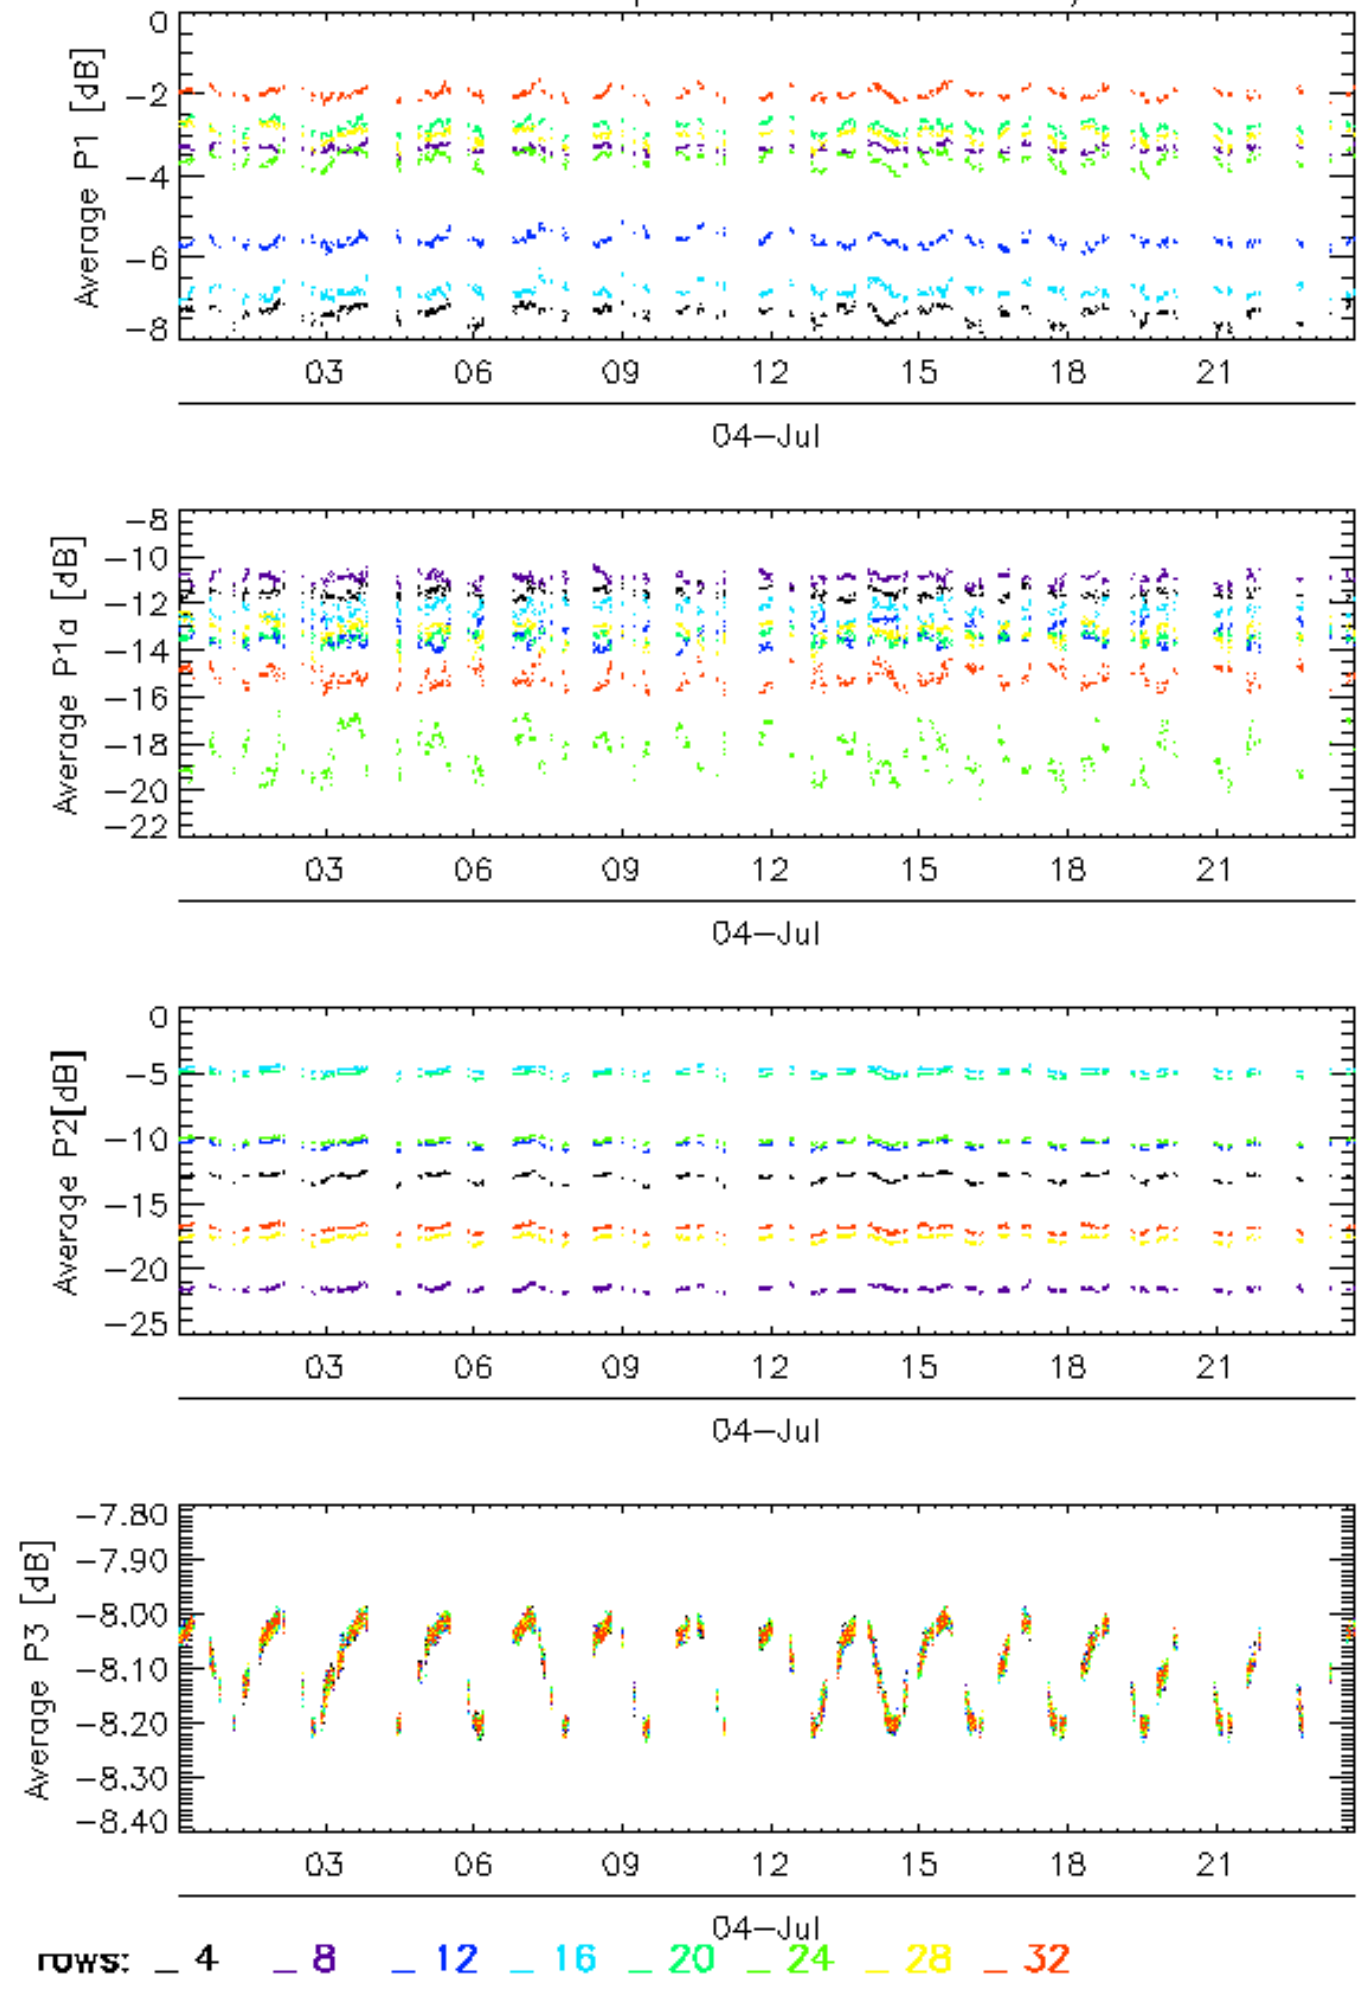 0
−2
−4
−6
−8
Average P1 [dB]
03 06 09 12 15 18 21
04−Jul
−8
−10
−12
−14
−16
−18
−20
−22
Average P1a [dB]
03 06 09 12 15 18 21
04−Jul
0
−5
−10
−15
−20
−25
Average P2[dB]
03 06 09 12 15 18 21
04−Jul
−7.80
−7.90
−8.00
−8.10
−8.20
−8.30
−8.40
Average P3 [dB]
03 06 09 12 15 18 21
04−Jul
rows: _ 4 _ 8 _ 12 _ 16 _ 20 _ 24 _ 28 _ 32